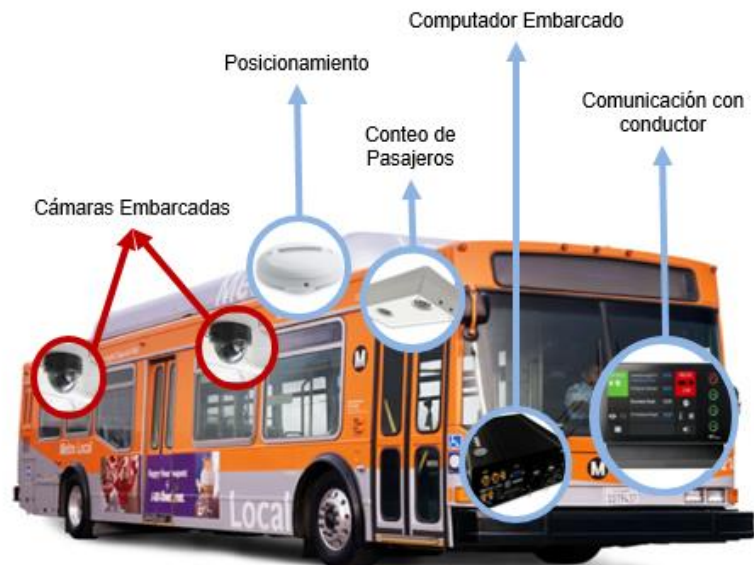 Computador Embarcado
Posicionamiento
Comunicación con
conductor
Conteo de
Pasajeros
Cámaras Embarcadas
Metro Local
Local